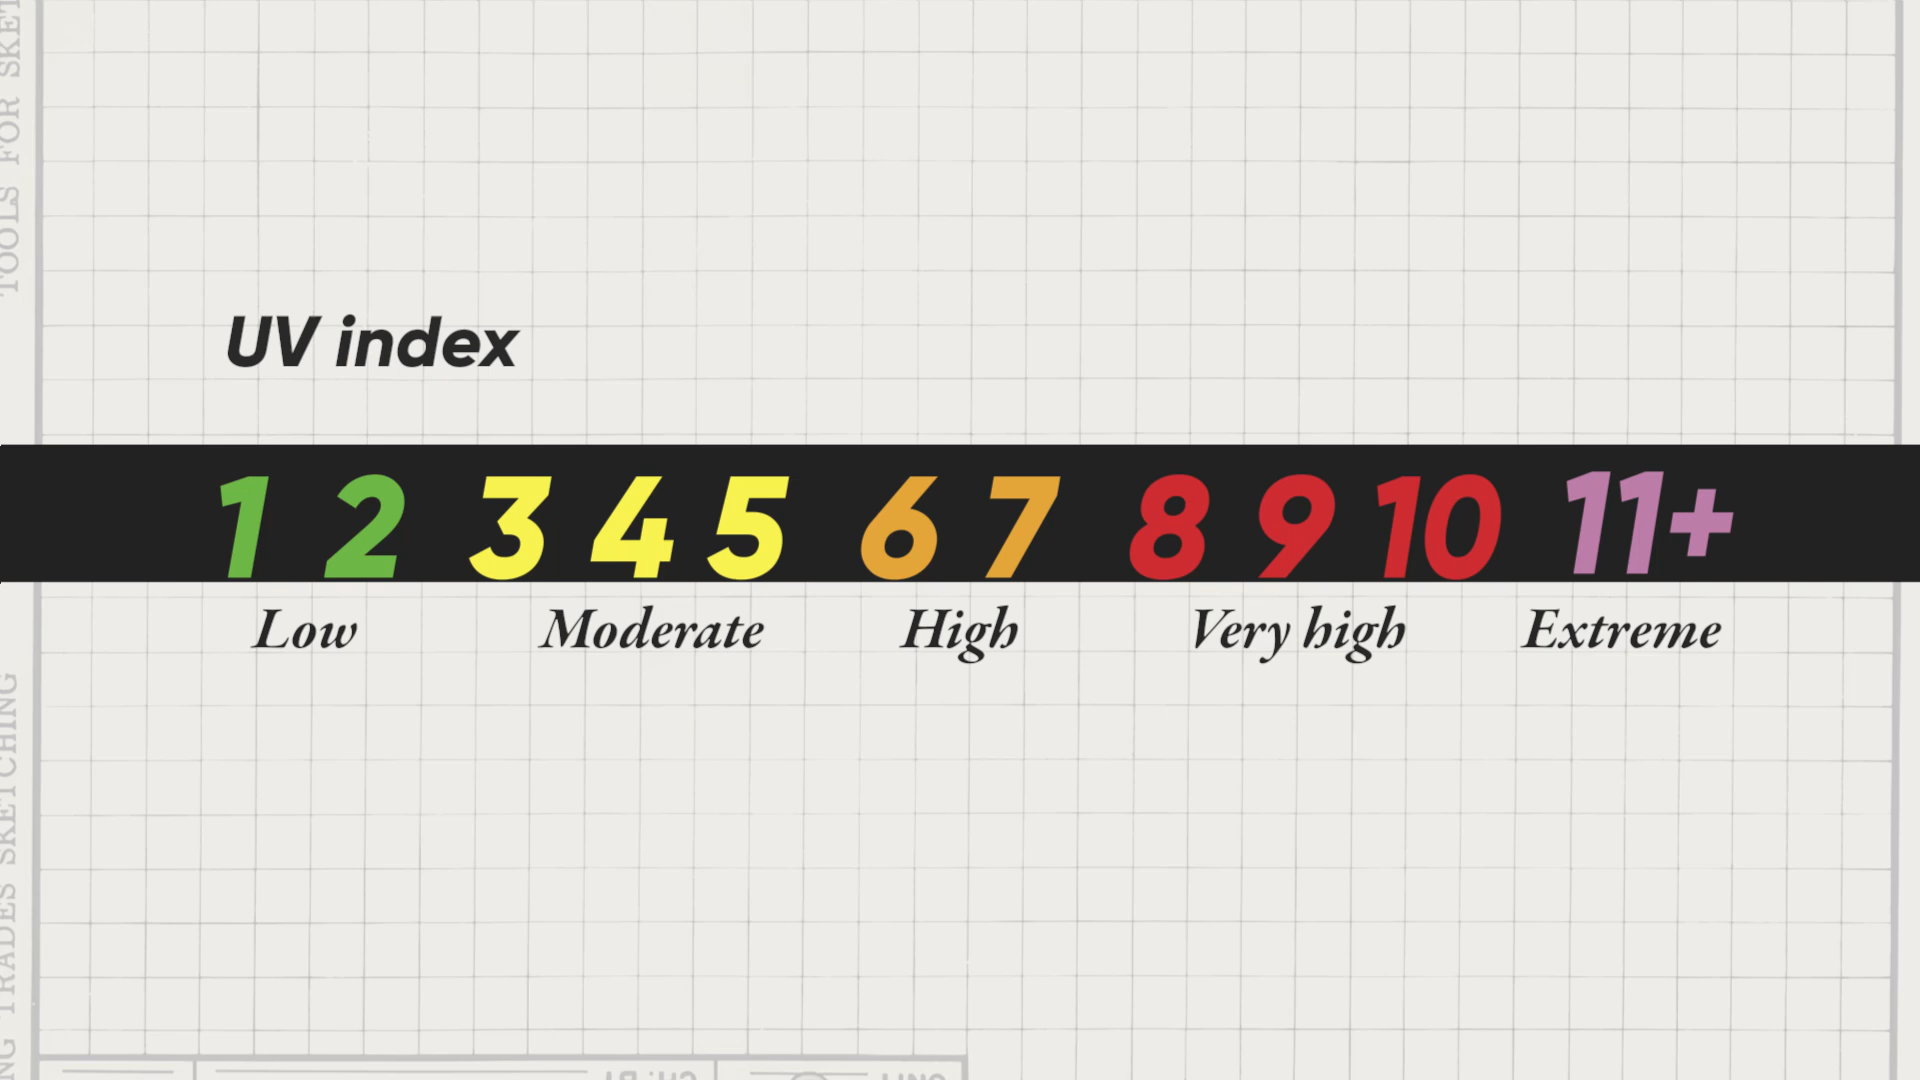 TOOLS FOR
UV index
1 2 3 4 5 6 7 8 9 10 11+
Low Moderate High Very high Extreme
TRADES SKETCHING